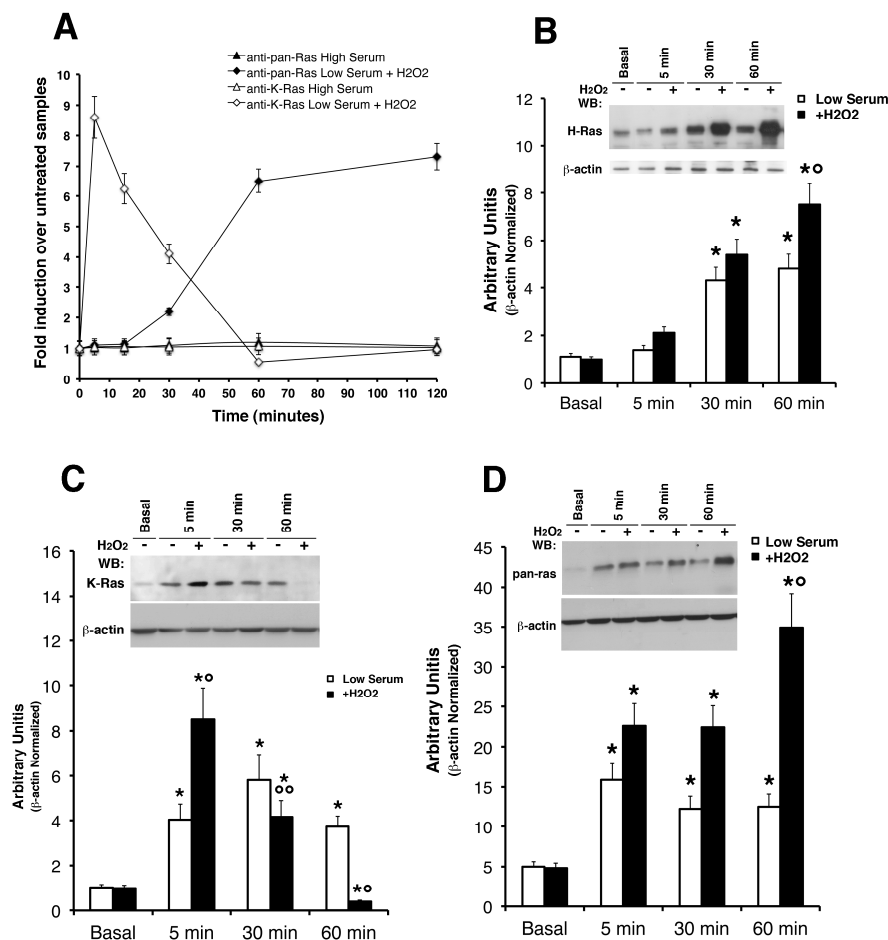 A
anti-pan-Ras High Serum
anti-pan-Ras Low Serum + H2O2
anti-K-Ras High Serum
anti-K-Ras Low Serum + H2O2
Fold induction over untreated samples
10
9
8
7
6
5
4
3
2
1
0
0 10 20 30 40 50 60 70 80 90 100 110 120
Time (minutes)
B
Basal
5 min
30 min
60 min
H2O2 - - + - + - +
WB:
H-Ras
β-actin
Low Serum
+H2O2
* *
* *
Arbitrary Unitis
(β-actin Normalized)
12
10
8
6
4
2
0
Basal 5 min 30 min 60 min
C
Basal
5 min
30 min
60 min
H2O2 - - + - + - +
WB:
K-Ras
β-actin
Low Serum
+H2O2
* *
* *
* *
Arbitrary Unitis
(β-actin Normalized)
16
14
12
10
8
6
4
2
0
Basal 5 min 30 min 60 min
D
Basal
5 min
30 min
60 min
H2O2 - - + - + - +
WB:
pan-ras
β-actin
Low Serum
+H2O2
* *
* *
* *
Arbitrary Unitis
(β-actin Normalized)
45
40
35
30
25
20
15
10
5
0
Basal 5 min 30 min 60 min